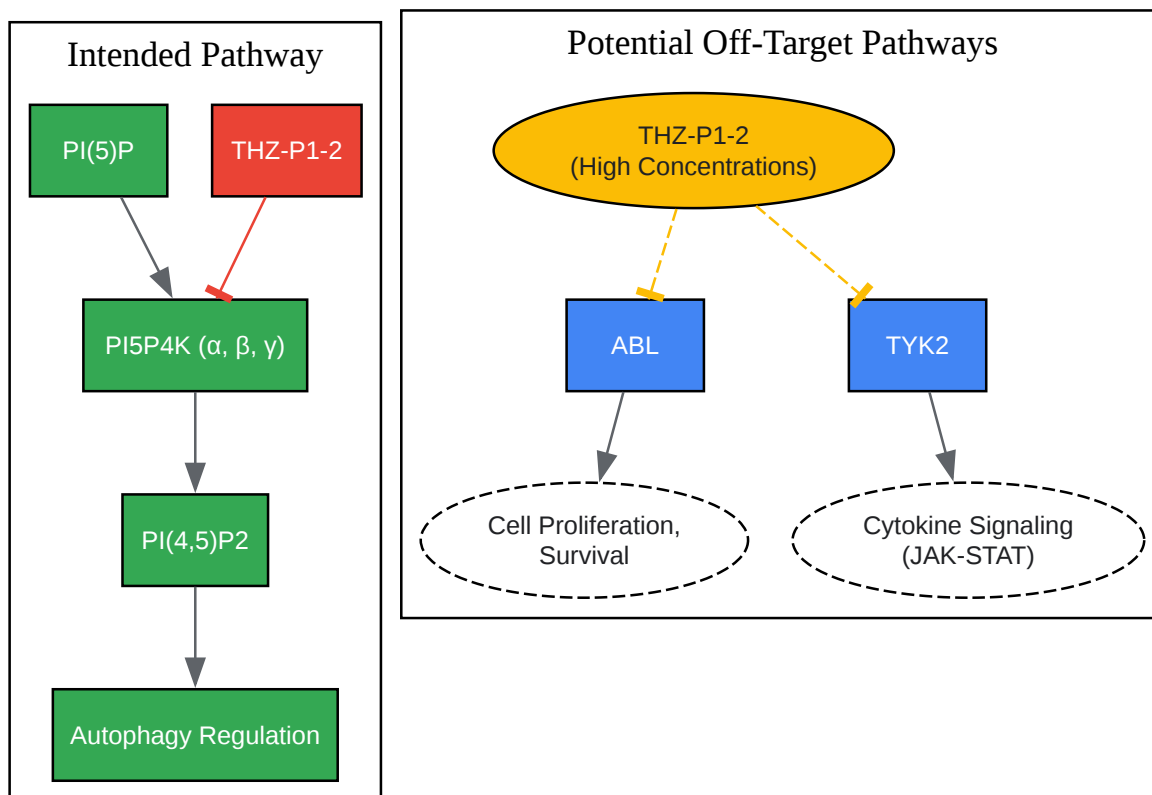 Intended Pathway
PI(5)P
THZ-P1-2
PI5P4K (α, β, γ)
PI(4,5)P2
Autophagy Regulation
Potential Off-Target Pathways
THZ-P1-2
(High Concentrations)
ABL
TYK2
Cell Proliferation,
Survival
Cytokine Signaling
(JAK-STAT)